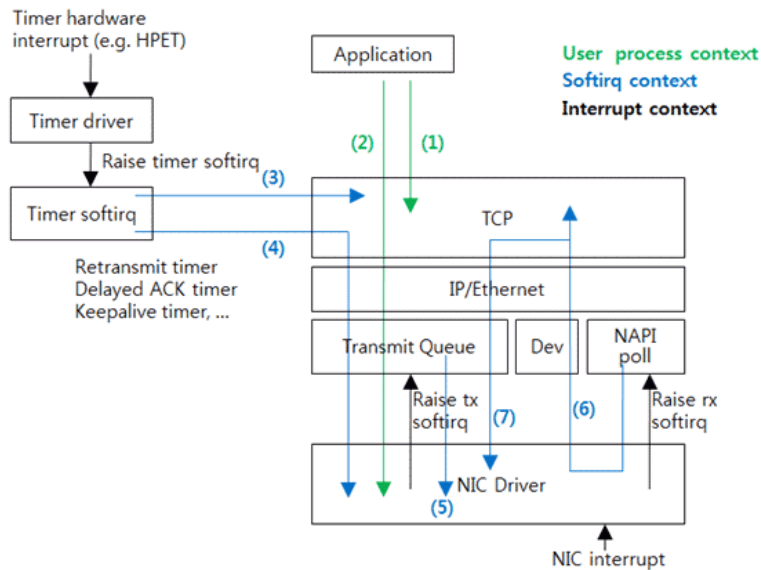 Timer hardware
interrupt (e.g. HPET)
Application
User process context
Softirq context
Interrupt context
Timer driver
(2)
(1)
Raise timer softirq
(3)
Timer softirq
TCP
(4)
Retransmit timer
Delayed ACK timer
Keepalive timer, ...
IP/Ethernet
Transmit Queue
Dev
NAPI
poll
Raise tx
softirq
(7)
(6)
Raise rx
softirq
NIC Driver
(5)
NIC interrupt